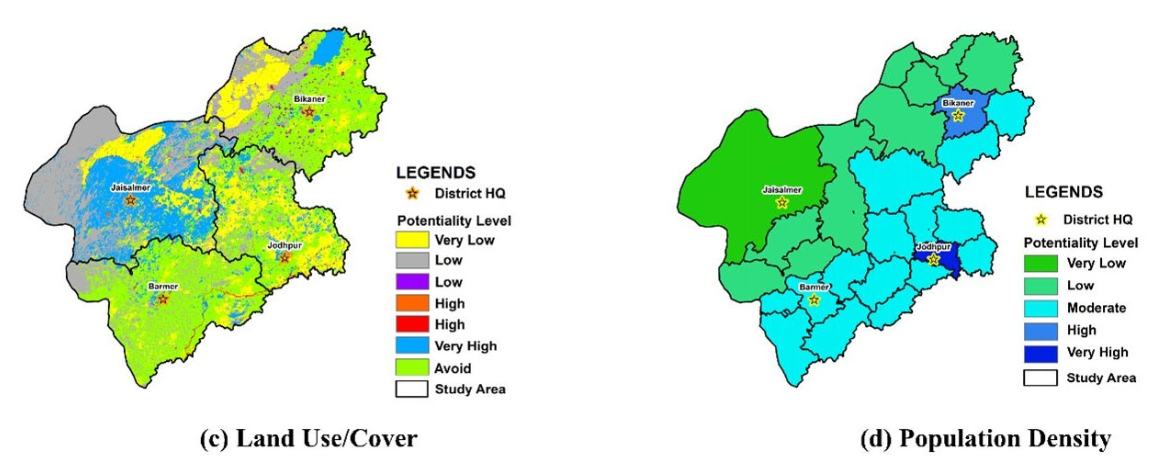 Bikaner
Jaisalmer
Jodhpur
Barmer
LEGENDS
District HQ
Potentiality Level
Very Low
Low
Low
High
High
Very High
Avoid
Study Area
(c) Land Use/Cover
Bikaner
Jaisalmer
Jodhpur
Barmer
LEGENDS
District HQ
Potentiality Level
Very Low
Low
Moderate
High
Very High
Study Area
(d) Population Density